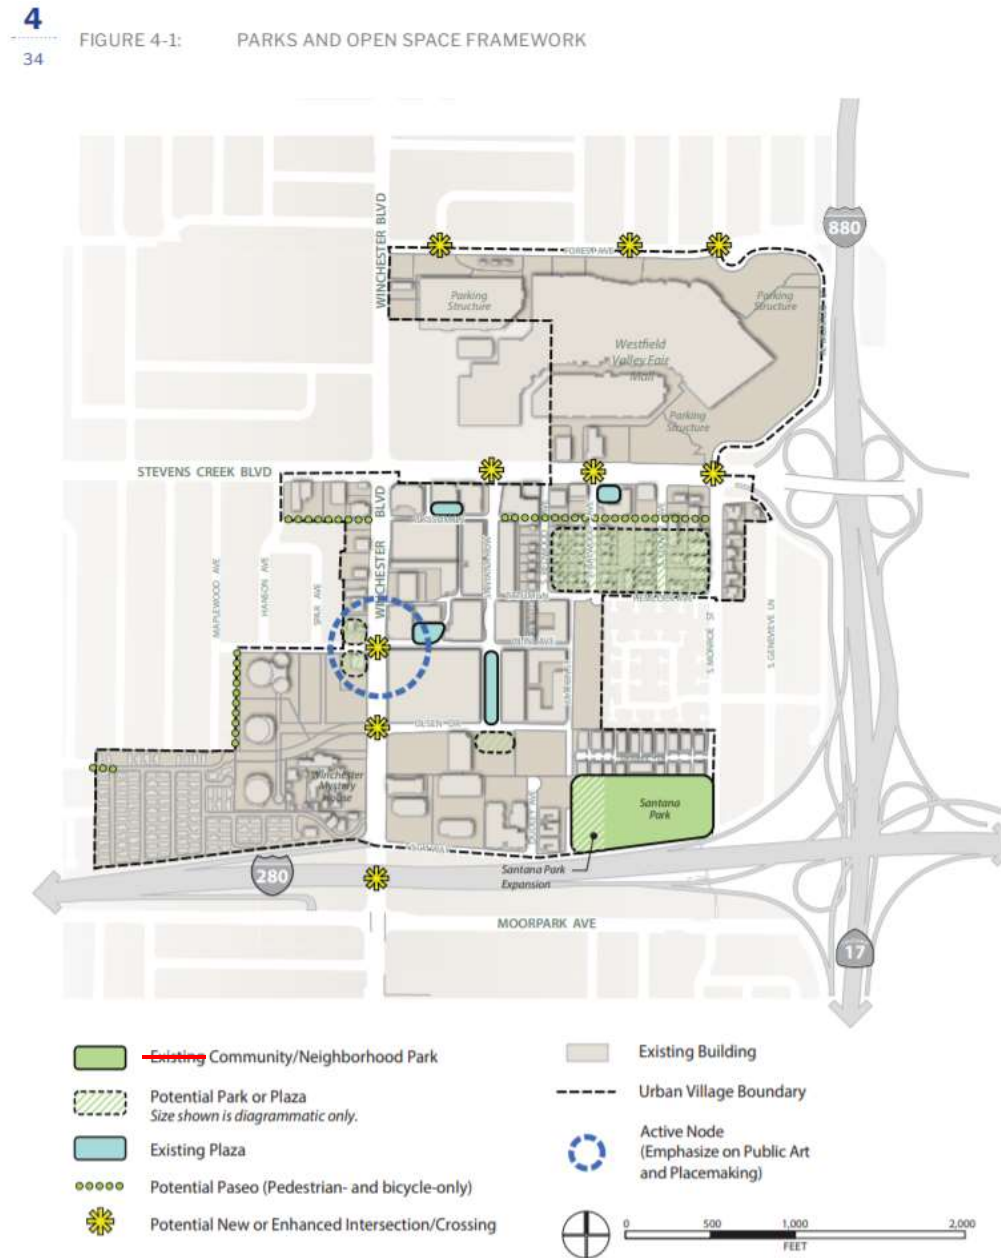 4
34
FIGURE 4-1: PARKS AND OPEN SPACE FRAMEWORK
WINCHESTER BLVD
880
FOREST AVE
Parking
Structure
Parking
Structure
Westfield
Valley Fair
Mall
Parking
Structure
STEVENS CREEK BLVD
WINCHESTER BLVD
MAPLEWOOD AVE
HANSON AVE
SPAR AVE
S. MONROE ST
S. GENEVIEVE LN
OLSEN DR
Winchester
Mystery
House
Santana
Park
Santana Park
Expansion
280
MOORPARK AVE
17
Existing Community/Neighborhood Park
Potential Park or Plaza
Size shown is diagrammatic only.
Existing Plaza
Potential Paseo (Pedestrian- and bicycle-only)
Potential New or Enhanced Intersection/Crossing
Existing Building
Urban Village Boundary
Active Node
(Emphasize on Public Art
and Placemaking)
0 500 1,000 2,000
FEET